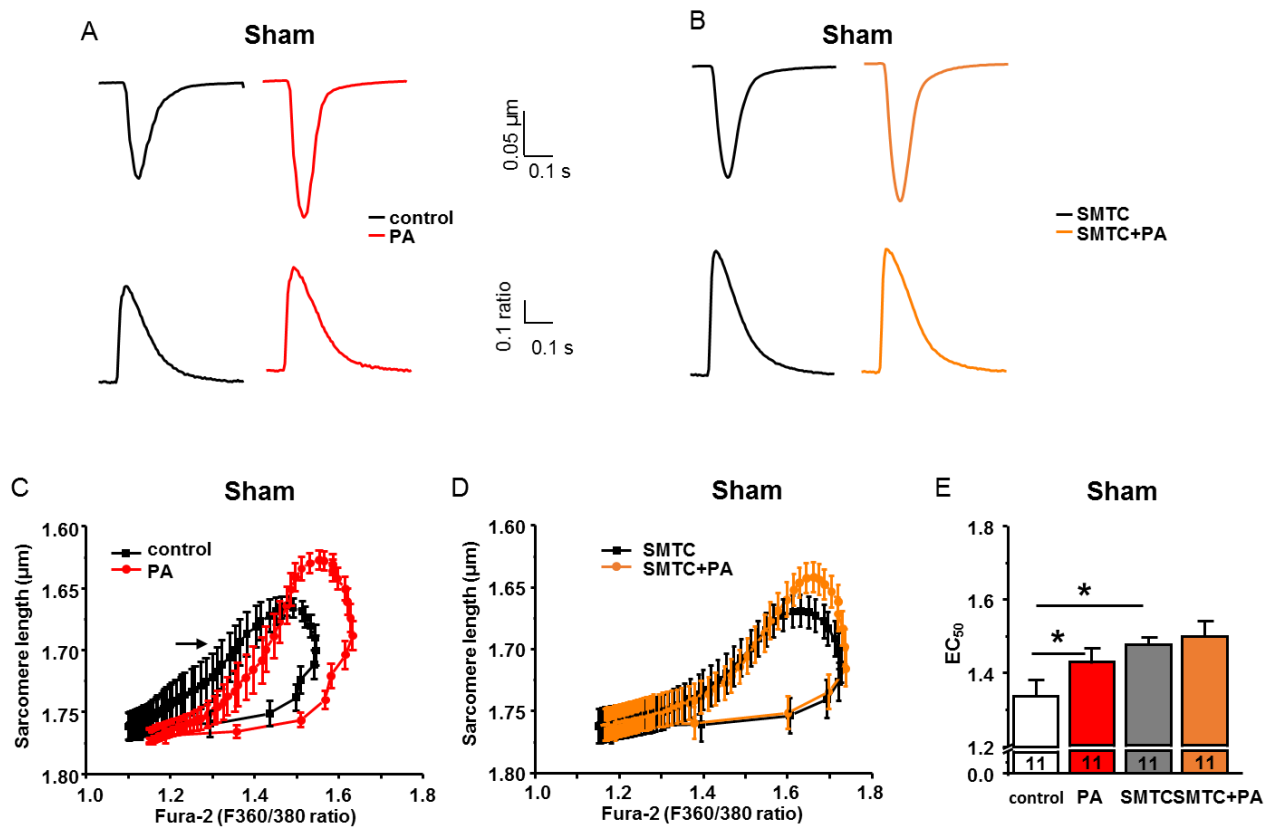 A
Sham
B
Sham
0.05 µm
0.1 s
control
PA
SMTC
SMTC+PA
0.1 ratio
0.1 s
C
Sham
D
Sham
E
Sham
1.60
1.65
1.70
1.75
1.80
Sarcomere length (µm)
control
PA
1.0
1.2
1.4
1.6
1.8
Fura-2 (F360/380 ratio)
1.60
1.65
1.70
1.75
1.80
Sarcomere length (µm)
SMTC
SMTC+PA
1.0
1.2
1.4
1.6
1.8
Fura-2 (F360/380 ratio)
1.8
1.6
1.5
1.4
1.3
1.2
0.0
EC50
*
*
11
11
11
11
control
PA
SMTC
SMTC+PA